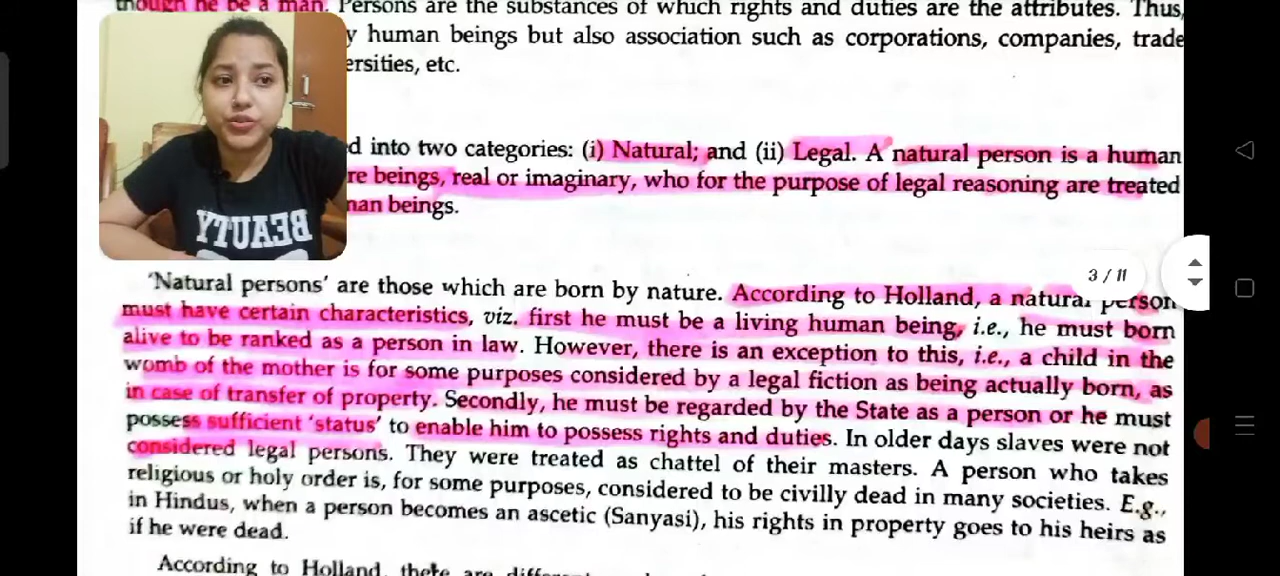 though he be a man. Persons are the substances of which rights and duties are the attributes. Thus,
y human beings but also association such as corporations, companies, trade
ersities, etc.
d into two categories: (i) Natural; and (ii) Legal. A natural person is a human
re beings, real or imaginary, who for the purpose of legal reasoning are treated
nan beings.
BEAUTY
3 / 11
'Natural persons' are those which are born by nature. According to Holland, a natural person
must have certain characteristics, viz. first he must be a living human being, i.e., he must born
alive to be ranked as a person in law. However, there is an exception to this, i.e., a child in the
womb of the mother is for some purposes considered by a legal fiction as being actually born, as
in case of transfer of property. Secondly, he must be regarded by the State as a person or he must
possess sufficient 'status' to enable him to possess rights and duties. In older days slaves were not
considered legal persons. They were treated as chattel of their masters. A person who takes
religious or holy order is, for some purposes, considered to be civilly dead in many societies. E.g.,
in Hindus, when a person becomes an ascetic (Sanyasi), his rights in property goes to his heirs as
if he were dead.
According to Holland, there are